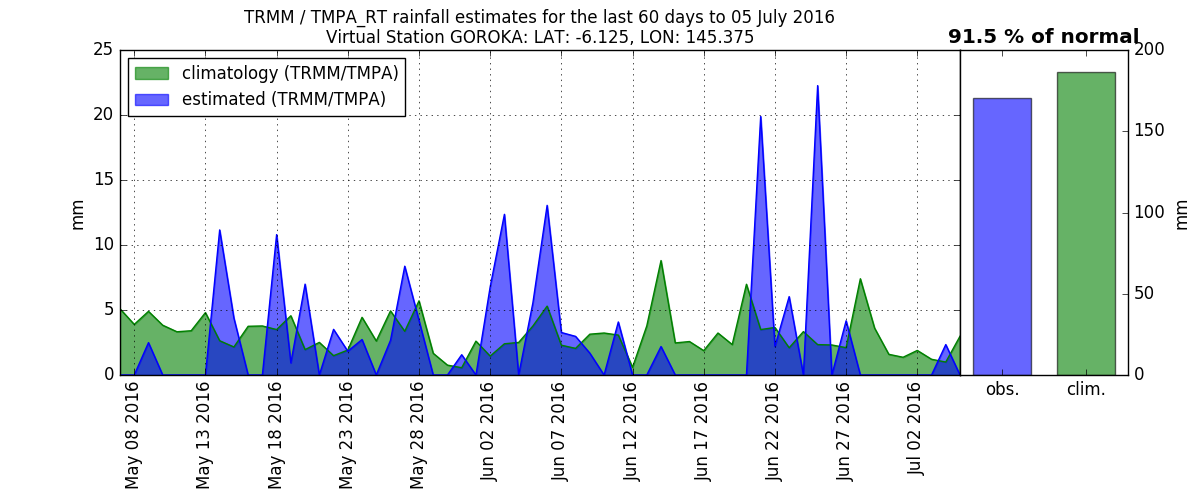 TRMM / TMPA_RT rainfall estimates for the last 60 days to 05 July 2016
Virtual Station GOROKA: LAT: -6.125, LON: 145.375
91.5 % of normal
climatology (TRMM/TMPA)
estimated (TRMM/TMPA)
25
20
15
10
5
0
mm
May 08 2016
May 13 2016
May 18 2016
May 23 2016
May 28 2016
Jun 02 2016
Jun 07 2016
Jun 12 2016
Jun 17 2016
Jun 22 2016
Jun 27 2016
Jul 02 2016
200
150
100
50
0
mm
obs.
clim.